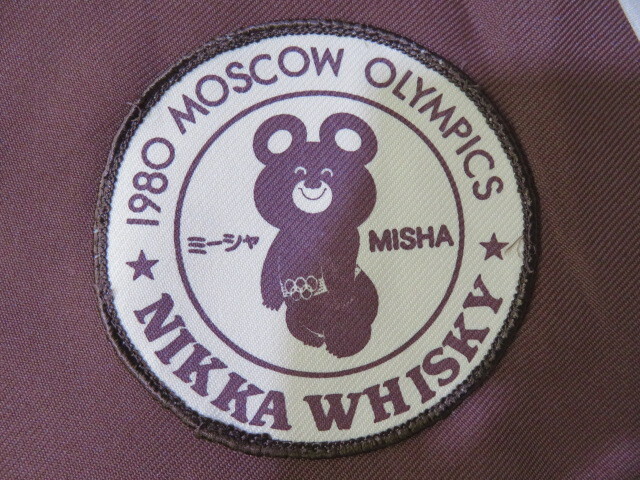 1980 MOSCOW OLYMPICS
ミーシャ
MISHA
★ NIKKA WHISKY ★